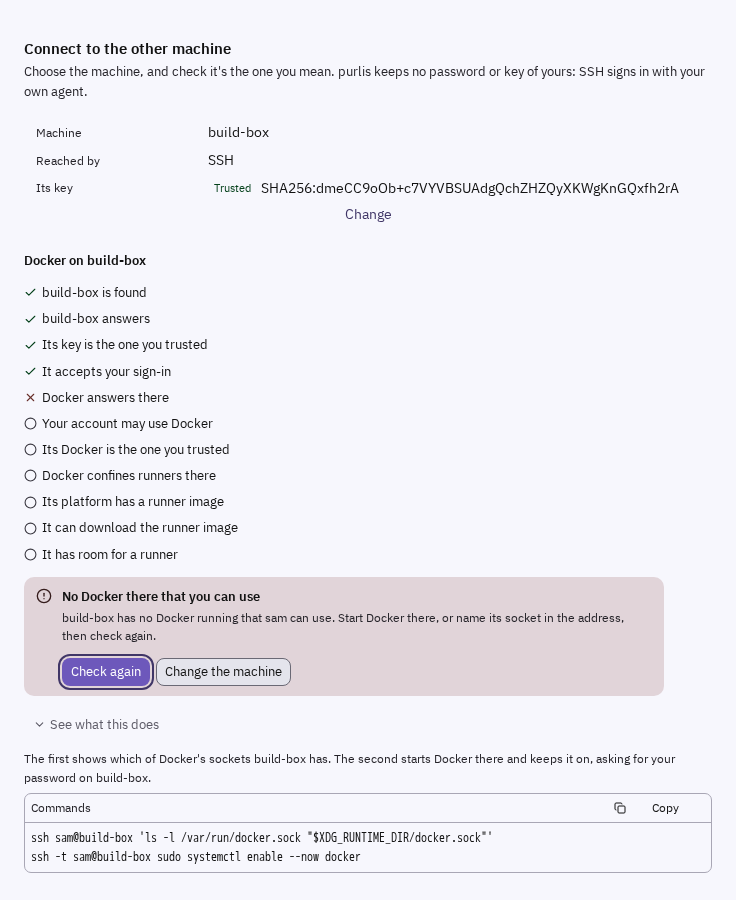 Connect to the other machine
Choose the machine, and check it's the one you mean. purlis keeps no password or key of yours: SSH signs in with your
own agent.
Machine build-box
Reached by SSH
Its key Trusted SHA256:dmeCC9oOb+c7VYVBSUAdgQchZHZQyXKWgKnGQxfh2rA
Change
Docker on build-box
build-box is found
build-box answers
Its key is the one you trusted
It accepts your sign-in
Docker answers there
Your account may use Docker
Its Docker is the one you trusted
Docker confines runners there
Its platform has a runner image
It can download the runner image
It has room for a runner
No Docker there that you can use
build-box has no Docker running that sam can use. Start Docker there, or name its socket in the address,
then check again.
Check again Change the machine
See what this does
The first shows which of Docker's sockets build-box has. The second starts Docker there and keeps it on, asking for your
password on build-box.
Commands Copy
ssh sam@build-box 'ls -l /var/run/docker.sock "$XDG_RUNTIME_DIR/docker.sock"'
ssh -t sam@build-box sudo systemctl enable --now docker